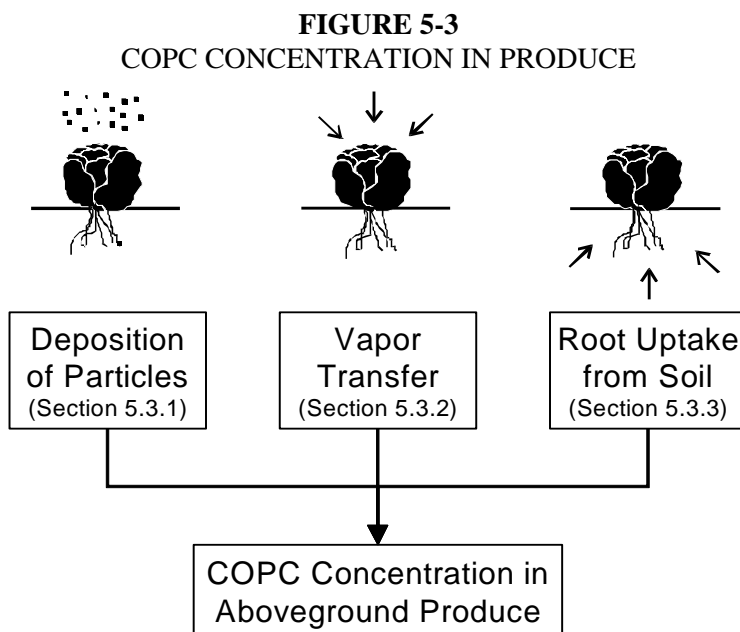 FIGURE 5-3
COPC CONCENTRATION IN PRODUCE
Deposition
of Particles
(Section 5.3.1)
Vapor
Transfer
(Section 5.3.2)
Root Uptake
from Soil
(Section 5.3.3)
COPC Concentration in
Aboveground Produce